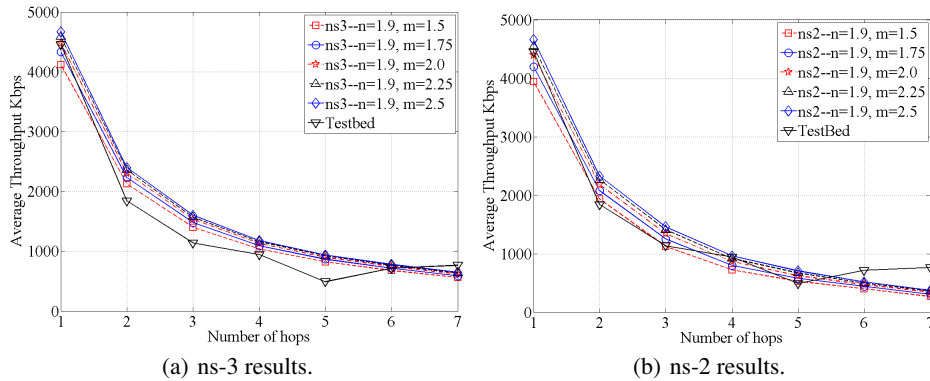 5000
4000
3000
2000
1000
0
Average Throughput Kbps
1 2 3 4 5 6 7
Number of hops
ns3--n=1.9, m=1.5
ns3--n=1.9, m=1.75
ns3--n=1.9, m=2.0
ns3--n=1.9, m=2.25
ns3--n=1.9, m=2.5
Testbed
(a) ns-3 results.
5000
4000
3000
2000
1000
0
Average Throughput Kbps
1 2 3 4 5 6 7
Number of hops
ns2--n=1.9, m=1.5
ns2--n=1.9, m=1.75
ns2--n=1.9, m=2.0
ns2--n=1.9, m=2.25
ns2--n=1.9, m=2.5
TestBed
(b) ns-2 results.